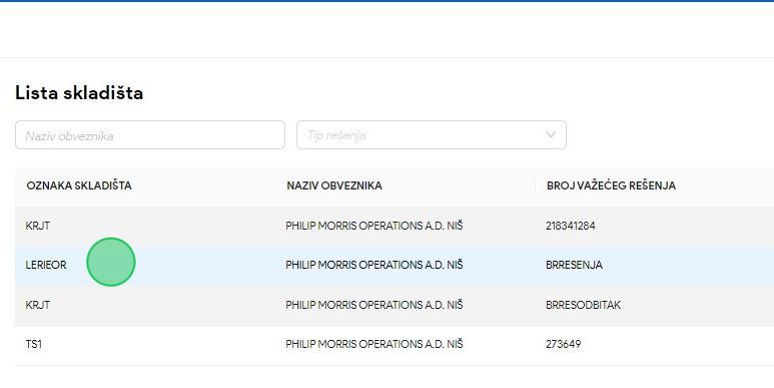 Lista skladišta
Naziv obveznika Tip rešenja
OZNAKA SKLADIŠTA NAZIV OBVEZNIKA BROJ VAŽEĆEG REŠENJA
KRJT PHILIP MORRIS OPERATIONS A.D. NIŠ 218341284
LERIEOR PHILIP MORRIS OPERATIONS A.D. NIŠ BRRESENJA
KRJT PHILIP MORRIS OPERATIONS A.D. NIŠ BRRESODBITAK
TS1 PHILIP MORRIS OPERATIONS A.D. NIŠ 273649